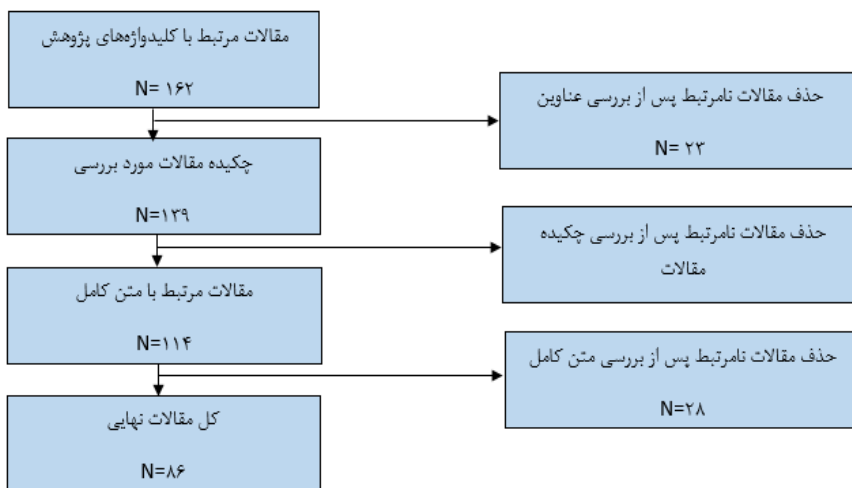 مقالات مرتبط با کلیدواژه‌های پژوهش
N= ۱۶۲
حذف مقالات نامرتبط پس از بررسی عناوین
N= ۲۳
چکیده مقالات مورد بررسی
N=۱۳۹
حذف مقالات نامرتبط پس از بررسی چکیده
مقالات
مقالات مرتبط با متن کامل
N=۱۱۴
حذف مقالات نامرتبط پس از بررسی متن کامل
N=۲۸
کل مقالات نهایی
N=۸۶